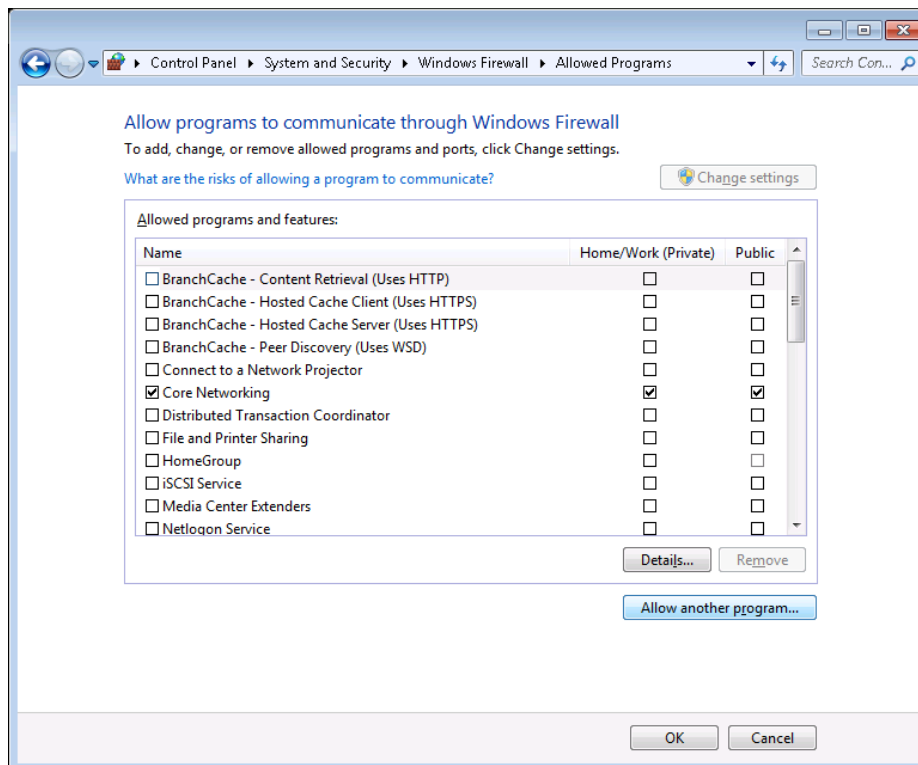 Control Panel ▸ System and Security ▸ Windows Firewall ▸ Allowed Programs
Search Con...
Allow programs to communicate through Windows Firewall
To add, change, or remove allowed programs and ports, click Change settings.
What are the risks of allowing a program to communicate?
Change settings
Allowed programs and features:
Name Home/Work (Private) Public
BranchCache - Content Retrieval (Uses HTTP)
BranchCache - Hosted Cache Client (Uses HTTPS)
BranchCache - Hosted Cache Server (Uses HTTPS)
BranchCache - Peer Discovery (Uses WSD)
Connect to a Network Projector
Core Networking
Distributed Transaction Coordinator
File and Printer Sharing
HomeGroup
iSCSI Service
Media Center Extenders
Netlogon Service
Details... Remove
Allow another program...
OK Cancel